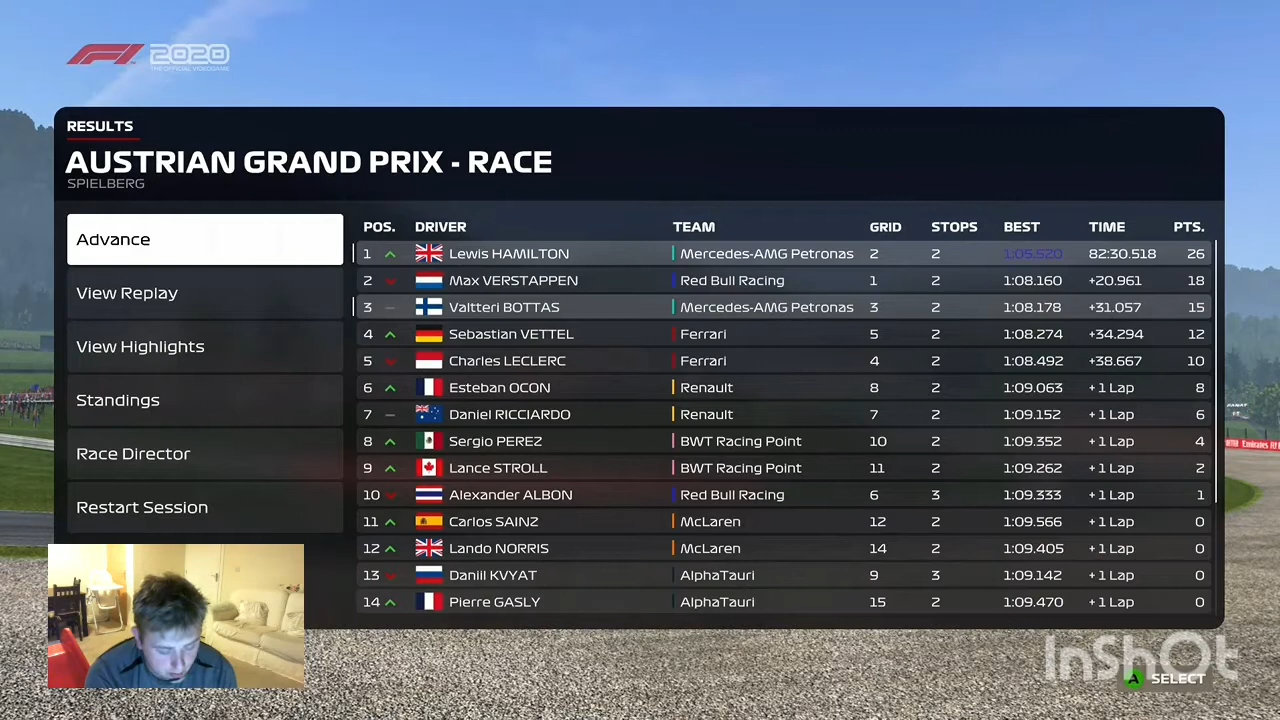 F1 2020
THE OFFICIAL VIDEOGAME
RESULTS
AUSTRIAN GRAND PRIX - RACE
SPIELBERG
Advance
View Replay
View Highlights
Standings
Race Director
Restart Session
POS. DRIVER TEAM GRID STOPS BEST TIME PTS.
1 Lewis HAMILTON Mercedes-AMG Petronas 2 2 1:05.520 82:30.518 26
2 Max VERSTAPPEN Red Bull Racing 1 2 1:08.160 +20.961 18
3 Valtteri BOTTAS Mercedes-AMG Petronas 3 2 1:08.178 +31.057 15
4 Sebastian VETTEL Ferrari 5 2 1:08.274 +34.294 12
5 Charles LECLERC Ferrari 4 2 1:08.492 +38.667 10
6 Esteban OCON Renault 8 2 1:09.063 +1 Lap 8
7 Daniel RICCIARDO Renault 7 2 1:09.152 +1 Lap 6
8 Sergio PEREZ BWT Racing Point 10 2 1:09.352 +1 Lap 4
9 Lance STROLL BWT Racing Point 11 2 1:09.262 +1 Lap 2
10 Alexander ALBON Red Bull Racing 6 3 1:09.333 +1 Lap 1
11 Carlos SAINZ McLaren 12 2 1:09.566 +1 Lap 0
12 Lando NORRIS McLaren 14 2 1:09.405 +1 Lap 0
13 Daniil KVYAT AlphaTauri 9 3 1:09.142 +1 Lap 0
14 Pierre GASLY AlphaTauri 15 2 1:09.470 +1 Lap 0
Emirates
InShOt
A SELECT